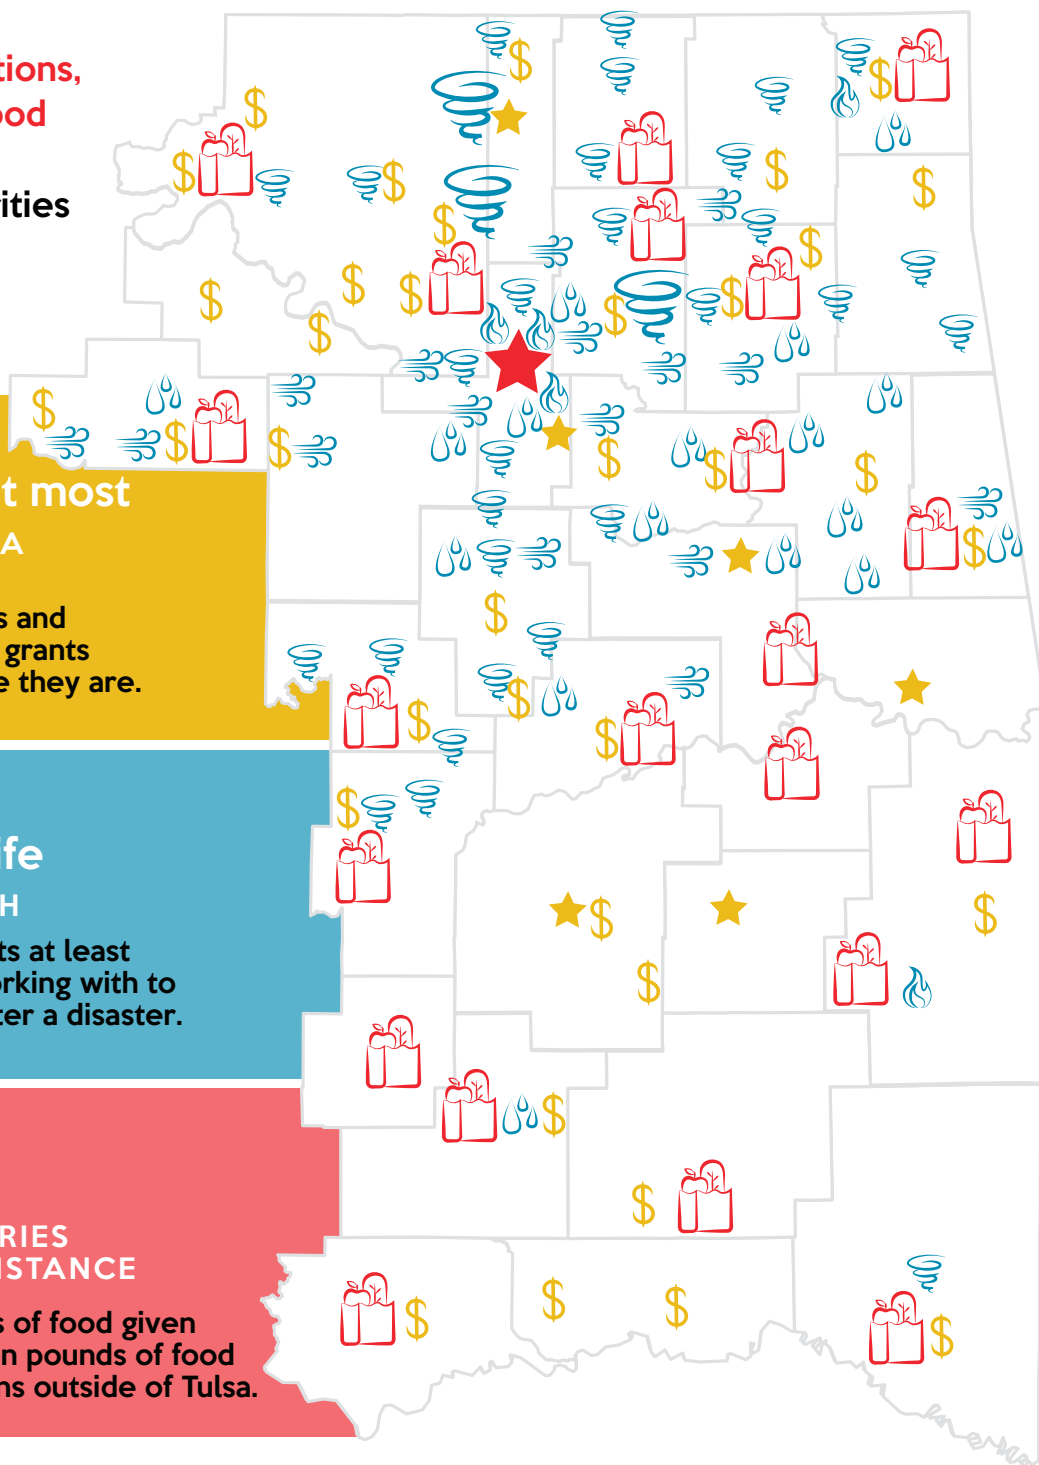 tions,
ood
ities
t most
A
s and
grants
e they are.
ife
H
ts at least
orking with to
ter a disaster.
RIES
ISTANCE
s of food given
n pounds of food
ns outside of Tulsa.